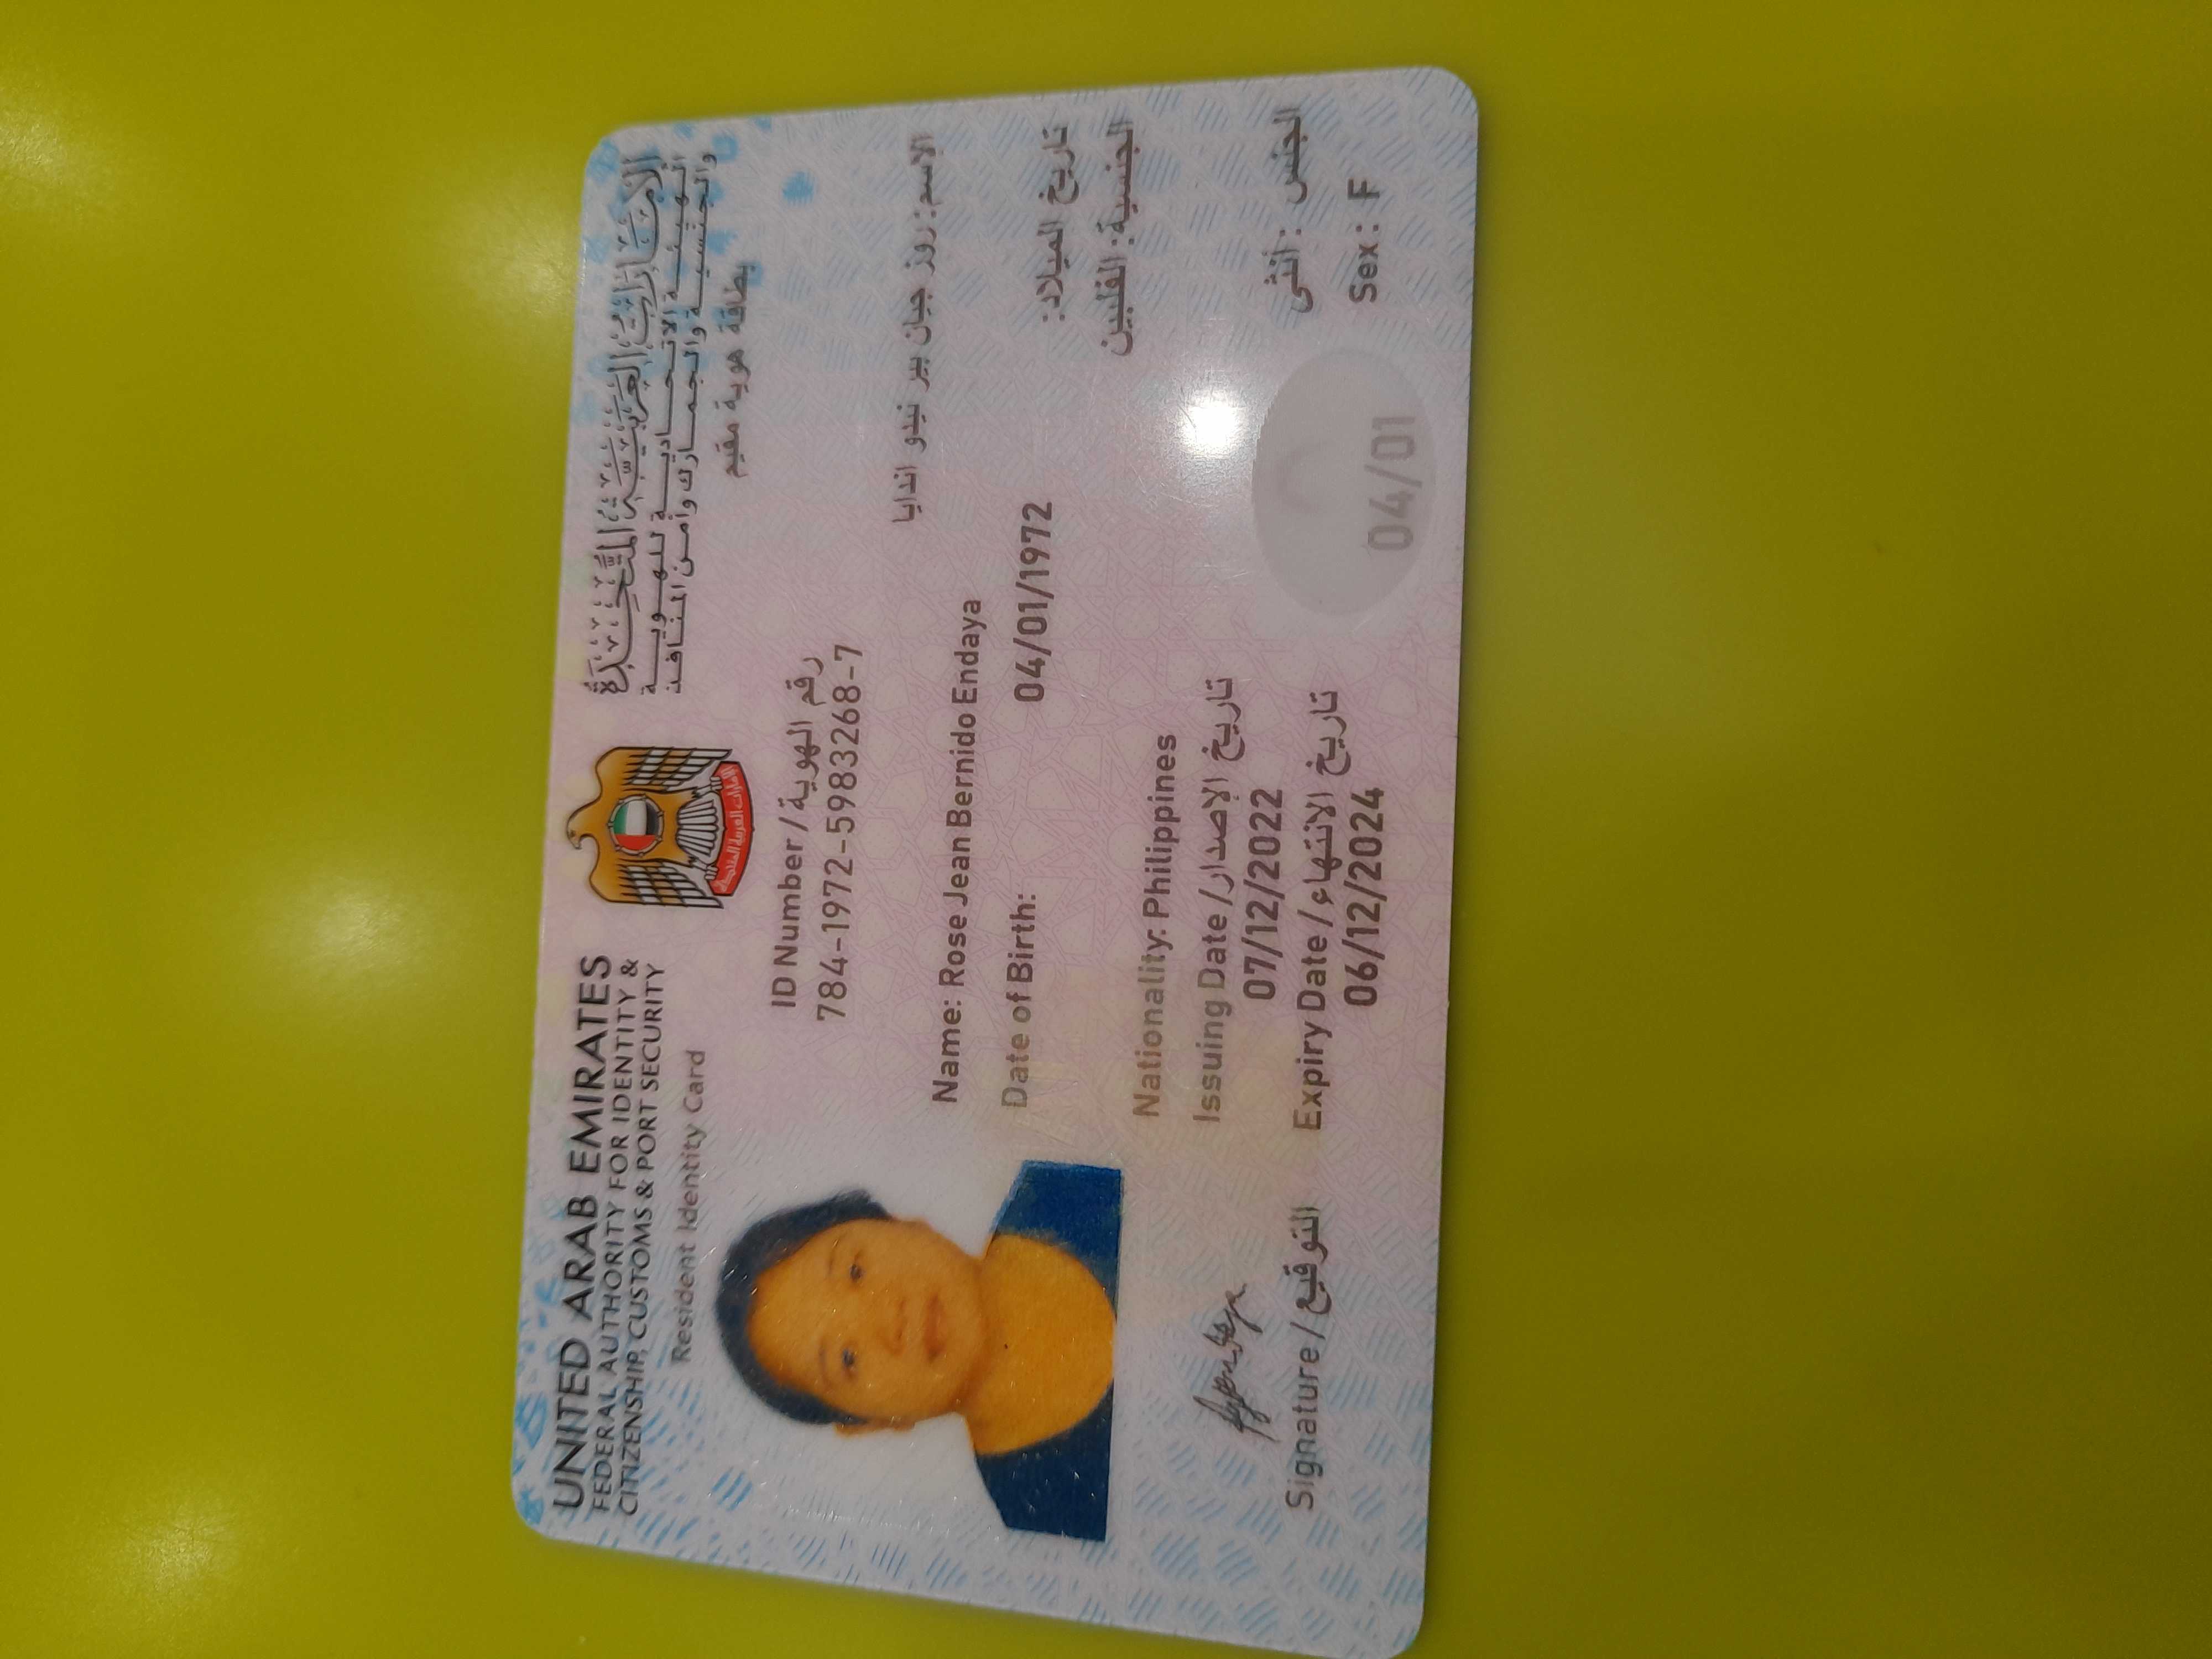 UNITED ARAB EMIRATES
FEDERAL AUTHORITY FOR IDENTITY &
CITIZENSHIP, CUSTOMS & PORT SECURITY
Resident Identity Card
الإمارات العربية المتحدة
الإمارات العربية المتحدة
الهيئة الاتحادية للهوية
والجنسية والجمارك وأمن المنافذ
بطاقة هوية مقيم
ID Number / رقم الهوية
784-1972-5983268-7
الإسم: روز جيان بير نيدو اندايا
Name: Rose Jean Bernido Endaya
Date of Birth: 04/01/1972 تاريخ الميلاد:
الجنسية: الفلبين
Nationality: Philippines
Issuing Date / تاريخ الإصدار
07/12/2022
Signature / التوقيع
Expiry Date / تاريخ الانتهاء
06/12/2024
الجنس : أنثى
Sex: F
04/01